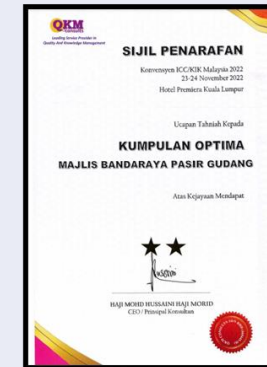 QKM
Leading Service Provider in
Quality And Knowledge Management
SIJIL PENARAFAN
Konvensyen ICC/KIK Malaysia 2022
23-24 November 2022
Hotel Premiera Kuala Lumpur
Ucapan Tahniah Kepada
KUMPULAN OPTIMA
MAJLIS BANDARAYA PASIR GUDANG
Atas Kejayaan Mendapat
HAJI MOHD HUSSAINI HAJI MORID
CEO / Prinsipal Konsultan